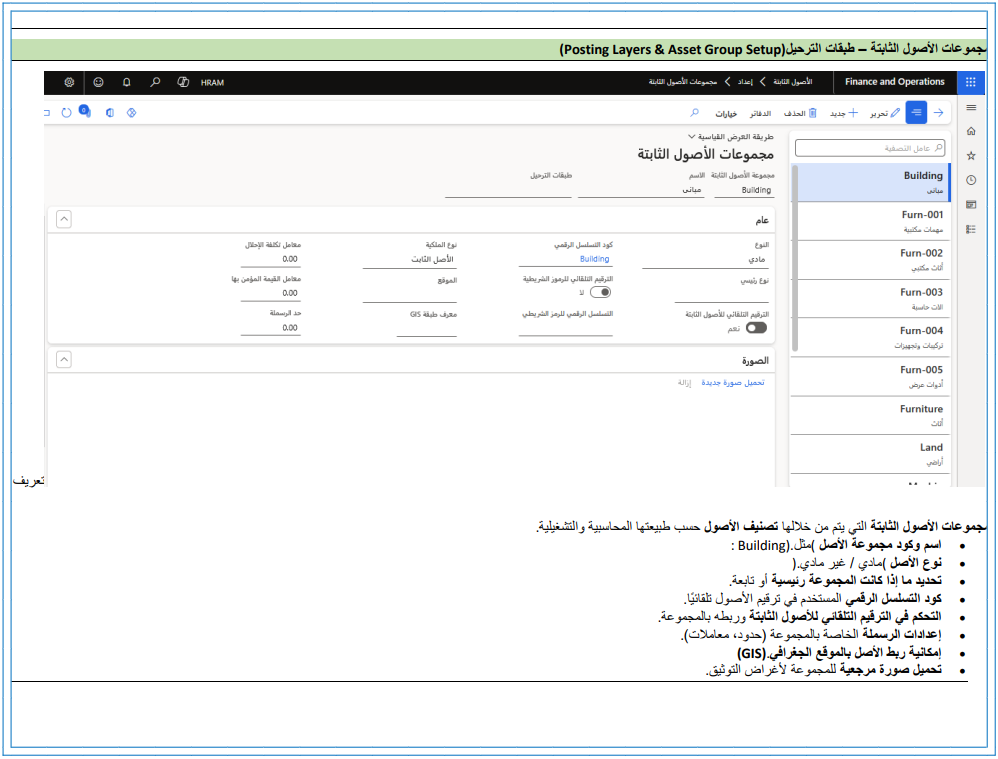 مجموعات الأصول الثابتة – طبقات الترحيل(Posting Layers & Asset Group Setup)
Finance and Operations
الأصول الثابتة > إعداد > مجموعات الأصول الثابتة
HRAM
تحرير
جديد
الحذف
الدفاتر
خيارات
0
عامل التصفية
Building
مبانى
Furn-001
مهمات مكتبية
Furn-002
أثاث مكتبي
Furn-003
الات حاسبة
Furn-004
تركيبات وتجهيزات
Furn-005
أدوات عرض
Furniture
أثاث
Land
أراضي
طريقة العرض القياسية
مجموعات الأصول الثابتة
مجموعة الأصول الثابتة
Building
الاسم
مبانى
طبقات الترحيل
عام
النوع
مادي
نوع رئيسي
الترقيم التلقائي للأصول الثابتة
نعم
كود التسلسل الرقمي
Building
الترقيم التلقائي للرموز الشريطية
لا
التسلسل الرقمي للرمز الشريطي
نوع الملكية
الأصل الثابت
الموقع
معرف طبقة GIS
معامل تكلفة الإحلال
0.00
معامل القيمة المؤمن بها
0.00
حد الرسملة
0.00
الصورة
تحميل صورة جديدة
إزالة
تعريف
مجموعات الأصول الثابتة التي يتم من خلالها تصنيف الأصول حسب طبيعتها المحاسبية والتشغيلية.
• اسم وكود مجموعة الأصل )مثل.(Building :
• نوع الأصل )مادي / غير مادي.(
• تحديد ما إذا كانت المجموعة رئيسية أو تابعة.
• كود التسلسل الرقمي المستخدم في ترقيم الأصول تلقائيًا.
• التحكم في الترقيم التلقائي للأصول الثابتة وربطه بالمجموعة.
• إعدادات الرسملة الخاصة بالمجموعة (حدود، معاملات).
• إمكانية ربط الأصل بالموقع الجغرافي.(GIS)
• تحميل صورة مرجعية للمجموعة لأغراض التوثيق.